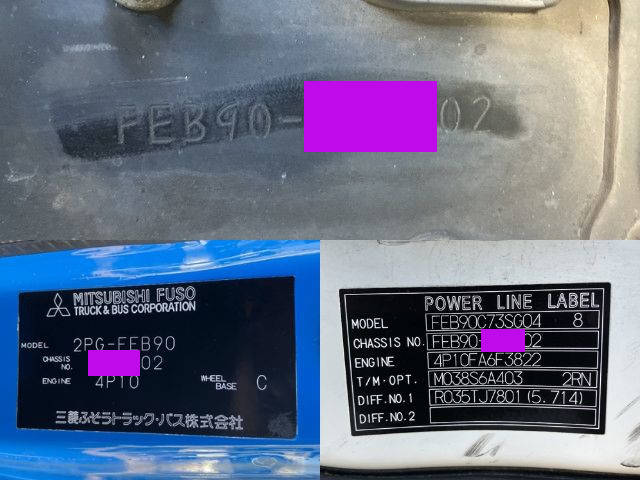 FEB90-
02
MITSUBISHI FUSO
TRUCK & BUS CORPORATION
MODEL 2PG-FEB90
CHASSIS NO. 02
ENGINE 4P10 WHEEL BASE C
三菱ふそうトラック・バス株式会社
POWER LINE LABEL
MODEL FEB90C73SG04 8
CHASSIS NO. FEB90- 02
ENGINE 4P10FA6F3822
T/M·OPT. M038S6A403 2RN
DIFF.NO.1 R035TJ7801(5.714)
DIFF.NO.2